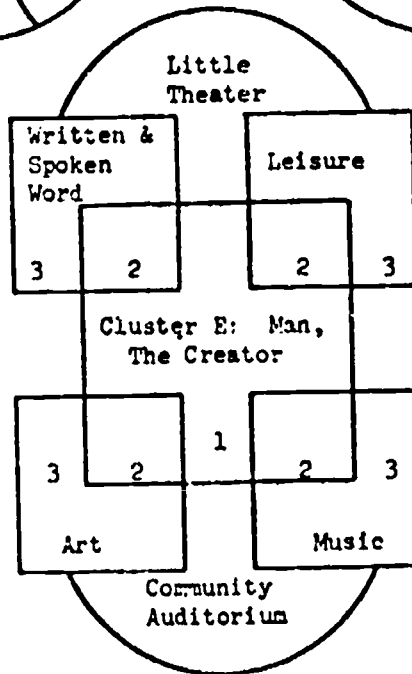 Little
Theater
Written &
Spoken
Word
Leisure
3 2 2 3
Cluster E: Man,
The Creator
1
3 2 2 3
Art Music
Community
Auditorium